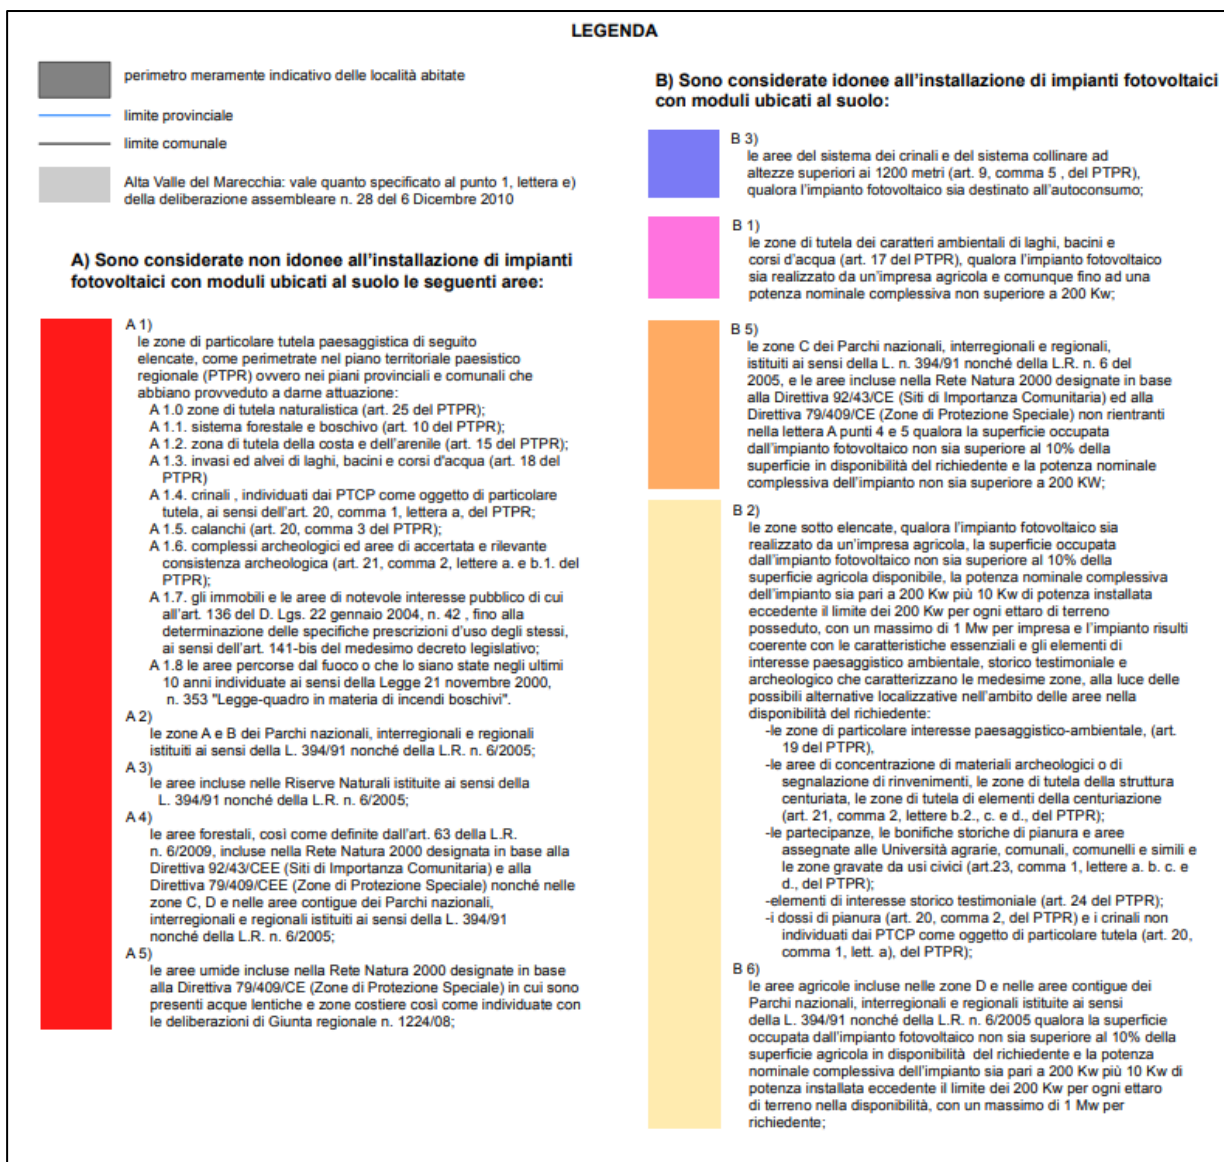 LEGENDA
perimetro meramente indicativo delle località abitate
limite provinciale
limite comunale
Alta Valle del Marecchia: vale quanto specificato al punto 1, lettera e)
della deliberazione assembleare n. 28 del 6 Dicembre 2010
A) Sono considerate non idonee all'installazione di impianti
fotovoltaici con moduli ubicati al suolo le seguenti aree:
A 1)
le zone di particolare tutela paesaggistica di seguito
elencate, come perimetrate nel piano territoriale paesistico
regionale (PTPR) ovvero nei piani provinciali e comunali che
abbiano provveduto a darne attuazione:
A 1.0 zone di tutela naturalistica (art. 25 del PTPR);
A 1.1. sistema forestale e boschivo (art. 10 del PTPR);
A 1.2. zona di tutela della costa e dell'arenile (art. 15 del PTPR);
A 1.3. invasi ed alvei di laghi, bacini e corsi d'acqua (art. 18 del
PTPR)
A 1.4. crinali , individuati dai PTCP come oggetto di particolare
tutela, ai sensi dell'art. 20, comma 1, lettera a, del PTPR;
A 1.5. calanchi (art. 20, comma 3 del PTPR);
A 1.6. complessi archeologici ed aree di accertata e rilevante
consistenza archeologica (art. 21, comma 2, lettere a. e b.1. del
PTPR);
A 1.7. gli immobili e le aree di notevole interesse pubblico di cui
all'art. 136 del D. Lgs. 22 gennaio 2004, n. 42 , fino alla
determinazione delle specifiche prescrizioni d'uso degli stessi,
ai sensi dell'art. 141-bis del medesimo decreto legislativo;
A 1.8 le aree percorse dal fuoco o che lo siano state negli ultimi
10 anni individuate ai sensi della Legge 21 novembre 2000,
n. 353 "Legge-quadro in materia di incendi boschivi".
A 2)
le zone A e B dei Parchi nazionali, interregionali e regionali
istituiti ai sensi della L. 394/91 nonché della L.R. n. 6/2005;
A 3)
le aree incluse nelle Riserve Naturali istituite ai sensi della
L. 394/91 nonché della L.R. n. 6/2005;
A 4)
le aree forestali, così come definite dall'art. 63 della L.R.
n. 6/2009, incluse nella Rete Natura 2000 designata in base alla
Direttiva 92/43/CEE (Siti di Importanza Comunitaria) e alla
Direttiva 79/409/CEE (Zone di Protezione Speciale) nonché nelle
zone C, D e nelle aree contigue dei Parchi nazionali,
interregionali e regionali istituiti ai sensi della L. 394/91
nonché della L.R. n. 6/2005;
A 5)
le aree umide incluse nella Rete Natura 2000 designate in base
alla Direttiva 79/409/CE (Zone di Protezione Speciale) in cui sono
presenti acque lentiche e zone costiere così come individuate con
le deliberazioni di Giunta regionale n. 1224/08;
B) Sono considerate idonee all'installazione di impianti fotovoltaici
con moduli ubicati al suolo:
B 3)
le aree del sistema dei crinali e del sistema collinare ad
altezze superiori ai 1200 metri (art. 9, comma 5 , del PTPR),
qualora l'impianto fotovoltaico sia destinato all'autoconsumo;
B 1)
le zone di tutela dei caratteri ambientali di laghi, bacini e
corsi d'acqua (art. 17 del PTPR), qualora l'impianto fotovoltaico
sia realizzato da un'impresa agricola e comunque fino ad una
potenza nominale complessiva non superiore a 200 Kw;
B 5)
le zone C dei Parchi nazionali, interregionali e regionali,
istituiti ai sensi della L. n. 394/91 nonché della L.R. n. 6 del
2005, e le aree incluse nella Rete Natura 2000 designate in base
alla Direttiva 92/43/CE (Siti di Importanza Comunitaria) ed alla
Direttiva 79/409/CE (Zone di Protezione Speciale) non rientranti
nella lettera A punti 4 e 5 qualora la superficie occupata
dall'impianto fotovoltaico non sia superiore al 10% della
superficie in disponibilità del richiedente e la potenza nominale
complessiva dell'impianto non sia superiore a 200 KW;
B 2)
le zone sotto elencate, qualora l'impianto fotovoltaico sia
realizzato da un'impresa agricola, la superficie occupata
dall'impianto fotovoltaico non sia superiore al 10% della
superficie agricola disponibile, la potenza nominale complessiva
dell'impianto sia pari a 200 Kw più 10 Kw di potenza installata
eccedente il limite dei 200 Kw per ogni ettaro di terreno
posseduto, con un massimo di 1 Mw per impresa e l'impianto risulti
coerente con le caratteristiche essenziali e gli elementi di
interesse paesaggistico ambientale, storico testimoniale e
archeologico che caratterizzano le medesime zone, alla luce delle
possibili alternative localizzative nell'ambito delle aree nella
disponibilità del richiedente:
-le zone di particolare interesse paesaggistico-ambientale, (art.
19 del PTPR),
-le aree di concentrazione di materiali archeologici o di
segnalazione di rinvenimenti, le zone di tutela della struttura
centuriata, le zone di tutela di elementi della centuriazione
(art. 21, comma 2, lettere b.2., c. e d., del PTPR);
-le partecipanze, le bonifiche storiche di pianura e aree
assegnate alle Università agrarie, comunali, comunelli e simili e
le zone gravate da usi civici (art.23, comma 1, lettere a. b. c. e
d., del PTPR);
-elementi di interesse storico testimoniale (art. 24 del PTPR);
-i dossi di pianura (art. 20, comma 2, del PTPR) e i crinali non
individuati dai PTCP come oggetto di particolare tutela (art. 20,
comma 1, lett. a), del PTPR);
B 6)
le aree agricole incluse nelle zone D e nelle aree contigue dei
Parchi nazionali, interregionali e regionali istituite ai sensi
della L. 394/91 nonché della L.R. n. 6/2005 qualora la superficie
occupata dall'impianto fotovoltaico non sia superiore al 10% della
superficie agricola in disponibilità del richiedente e la potenza
nominale complessiva dell'impianto sia pari a 200 Kw più 10 Kw di
potenza installata eccedente il limite dei 200 Kw per ogni ettaro
di terreno nella disponibilità, con un massimo di 1 Mw per
richiedente;